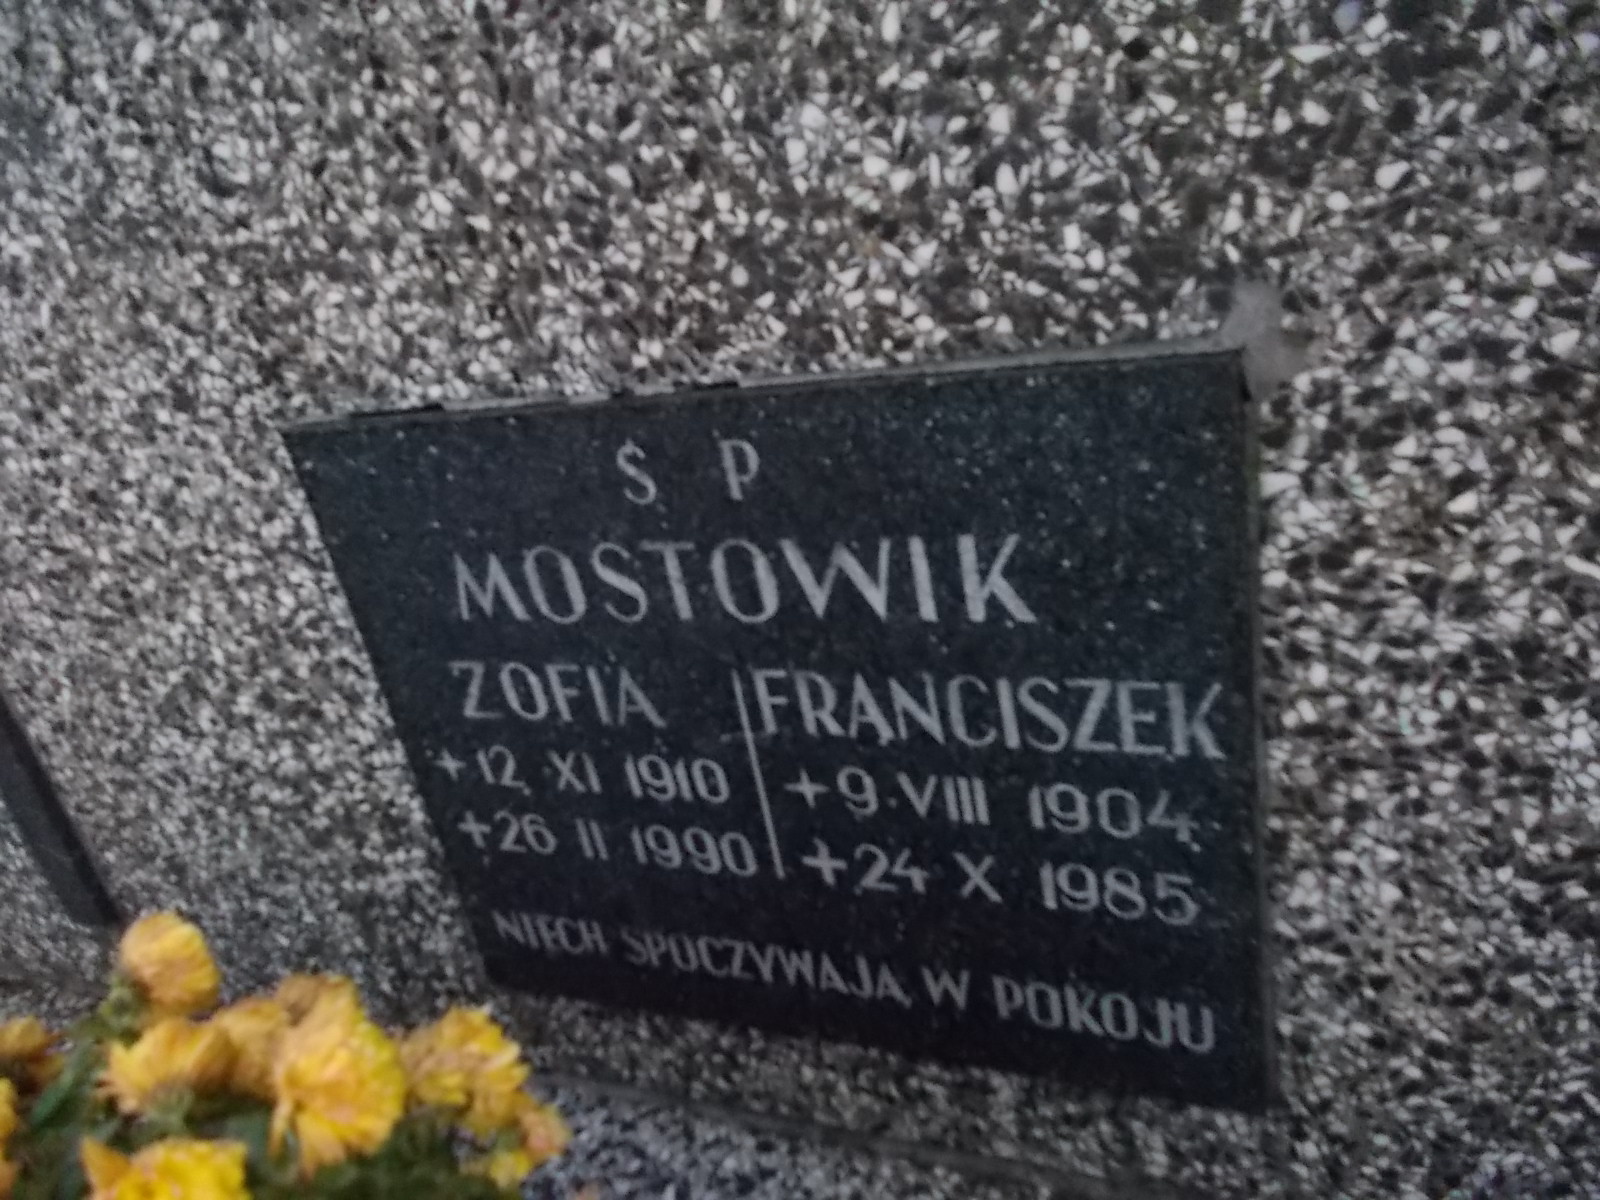 S P
MOSTOWIK
ZOFIA FRANCISZEK
+12 XI 1910 +9 VIII 1904
+26 II 1990 +24 X 1985
NIECH SPOCZYWAJĄ W POKOJU